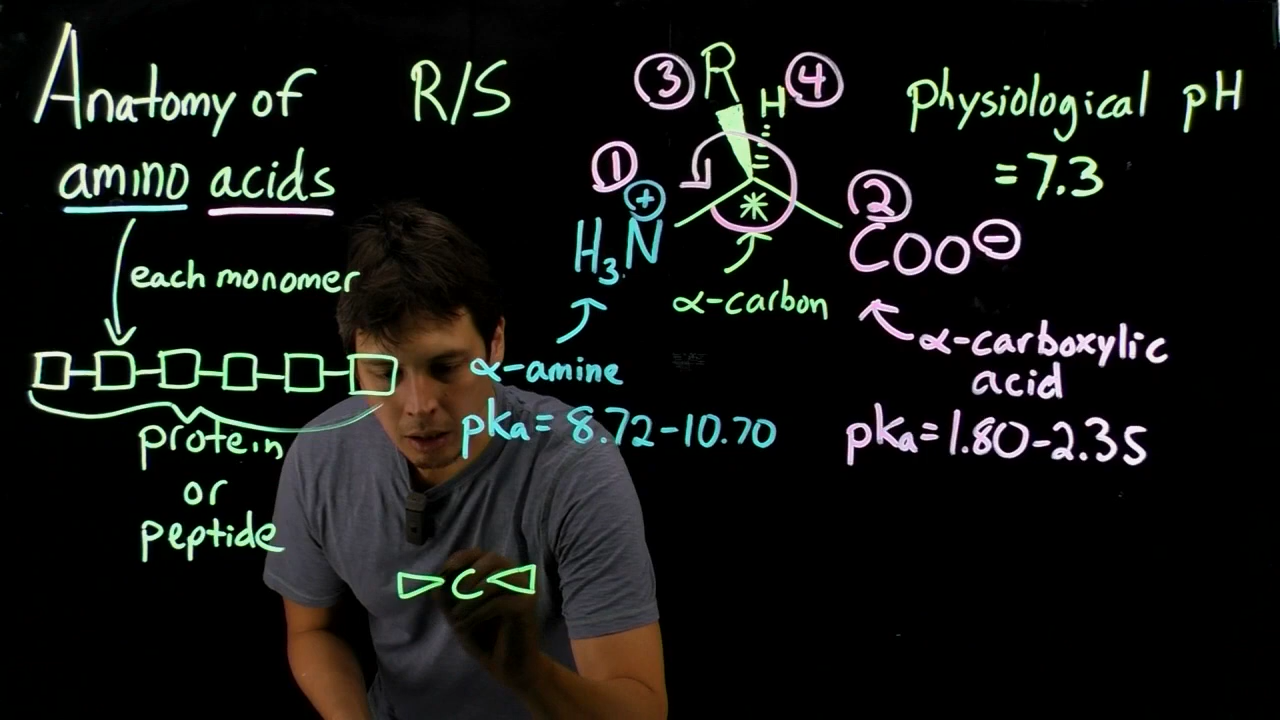 Anatomy of
amino acids
each monomer
protein
or
peptide
R/S
③ R
H ④
①
②
H₃N⊕
*
COO⊖
α-carbon
α-amine
pKa = 8.72-10.70
α-carboxylic
acid
pKa = 1.80-2.35
physiological pH
= 7.3
C